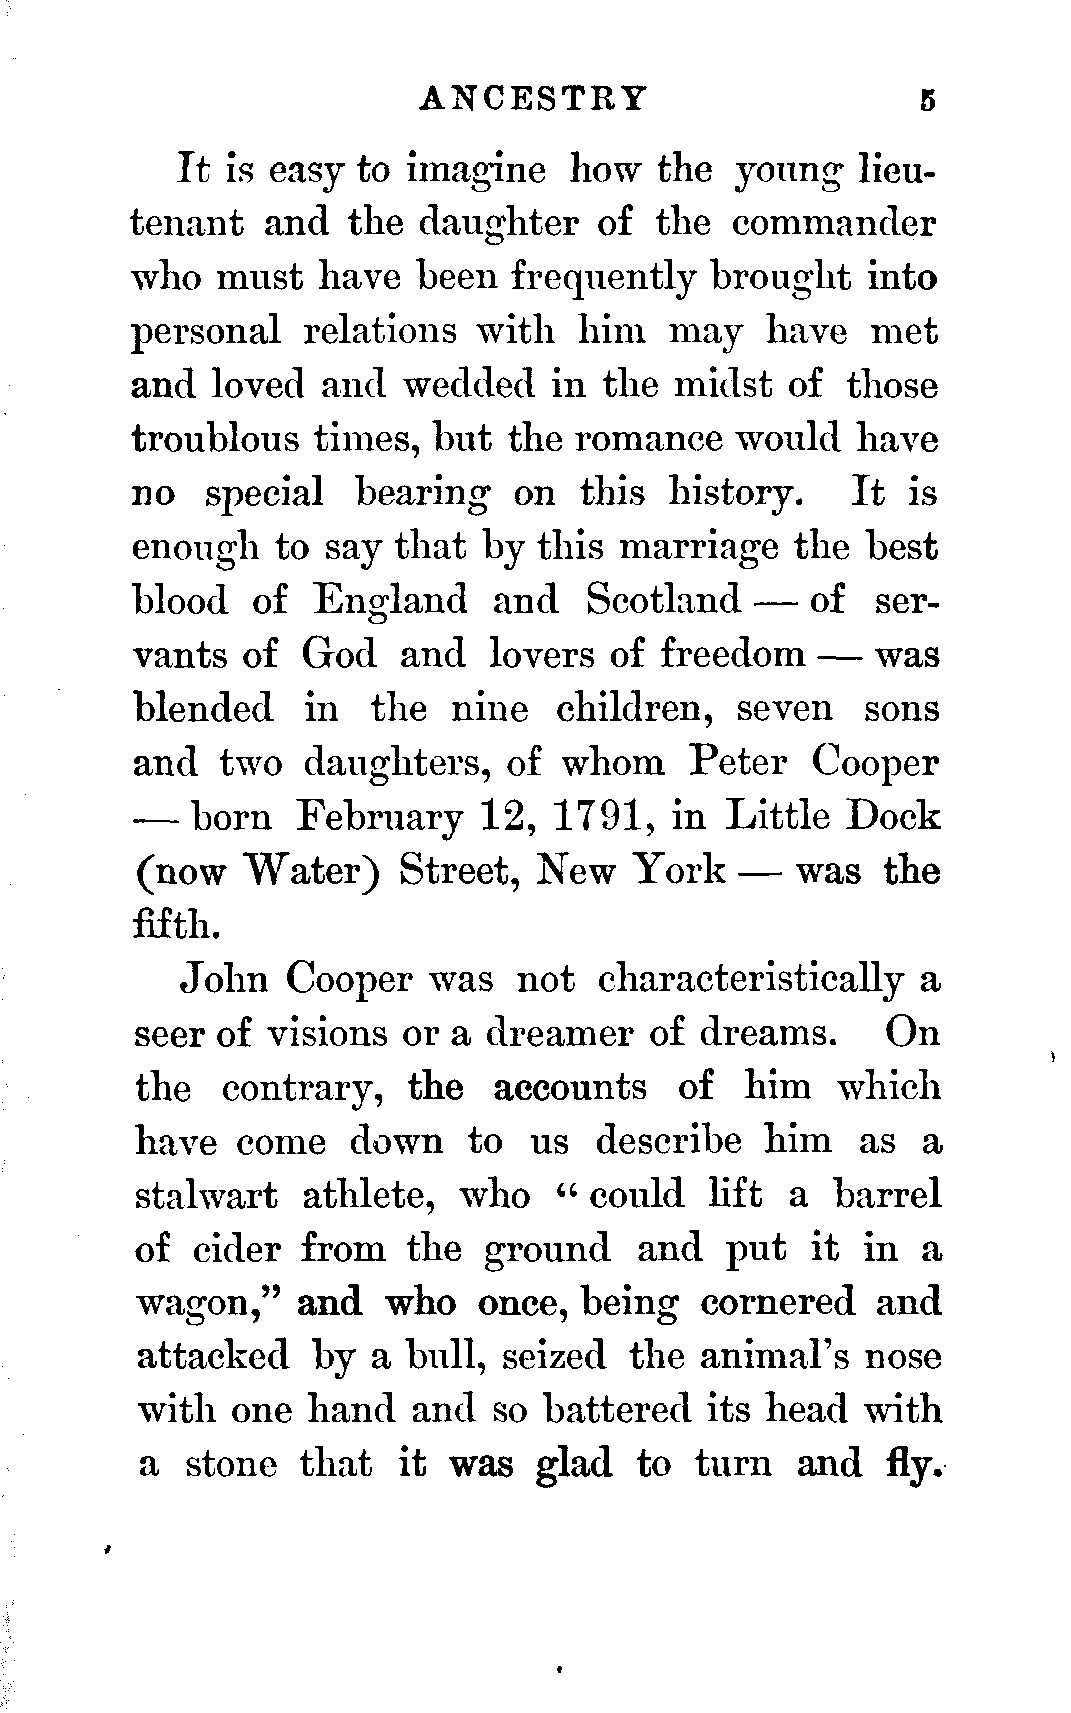 ANCESTRY 5
It is easy to imagine how the young lieu-
tenant and the daughter of the commander
who must have been frequently brought into
personal relations with him may have met
and loved and wedded in the midst of those
troublous times, but the romance would have
no special bearing on this history. It is
enough to say that by this marriage the best
blood of England and Scotland — of ser-
vants of God and lovers of freedom — was
blended in the nine children, seven sons
and two daughters, of whom Peter Cooper
— born February 12, 1791, in Little Dock
(now Water) Street, New York — was the
fifth.
John Cooper was not characteristically a
seer of visions or a dreamer of dreams. On
the contrary, the accounts of him which
have come down to us describe him as a
stalwart athlete, who “ could lift a barrel
of cider from the ground and put it in a
wagon,” and who once, being cornered and
attacked by a bull, seized the animal’s nose
with one hand and so battered its head with
a stone that it was glad to turn and fly.